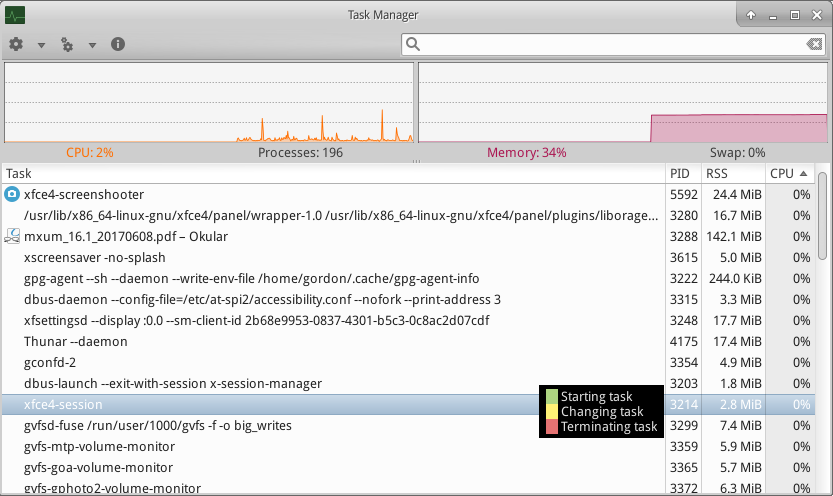 Task Manager
CPU: 2% Processes: 196 Memory: 34% Swap: 0%
Task PID RSS CPU
xfce4-screenshooter 5592 24.4 MiB 0%
/usr/lib/x86_64-linux-gnu/xfce4/panel/wrapper-1.0 /usr/lib/x86_64-linux-gnu/xfce4/panel/plugins/liborage... 3280 16.7 MiB 0%
mxum_16.1_20170608.pdf – Okular 3288 142.1 MiB 0%
xscreensaver -no-splash 3615 5.0 MiB 0%
gpg-agent --sh --daemon --write-env-file /home/gordon/.cache/gpg-agent-info 3222 244.0 KiB 0%
dbus-daemon --config-file=/etc/at-spi2/accessibility.conf --nofork --print-address 3 3315 3.3 MiB 0%
xfsettingsd --display :0.0 --sm-client-id 2b68e9953-0837-4301-b5c3-0c8ac2d07cdf 3248 17.7 MiB 0%
Thunar --daemon 4175 17.4 MiB 0%
gconfd-2 3354 4.9 MiB 0%
dbus-launch --exit-with-session x-session-manager 3203 1.8 MiB 0%
xfce4-session 3214 2.8 MiB 0%
Starting task
Changing task
Terminating task
gvfsd-fuse /run/user/1000/gvfs -f -o big_writes 3299 7.4 MiB 0%
gvfs-mtp-volume-monitor 3359 5.9 MiB 0%
gvfs-goa-volume-monitor 3365 5.7 MiB 0%
gvfs-gphoto2-volume-monitor 3372 6.3 MiB 0%